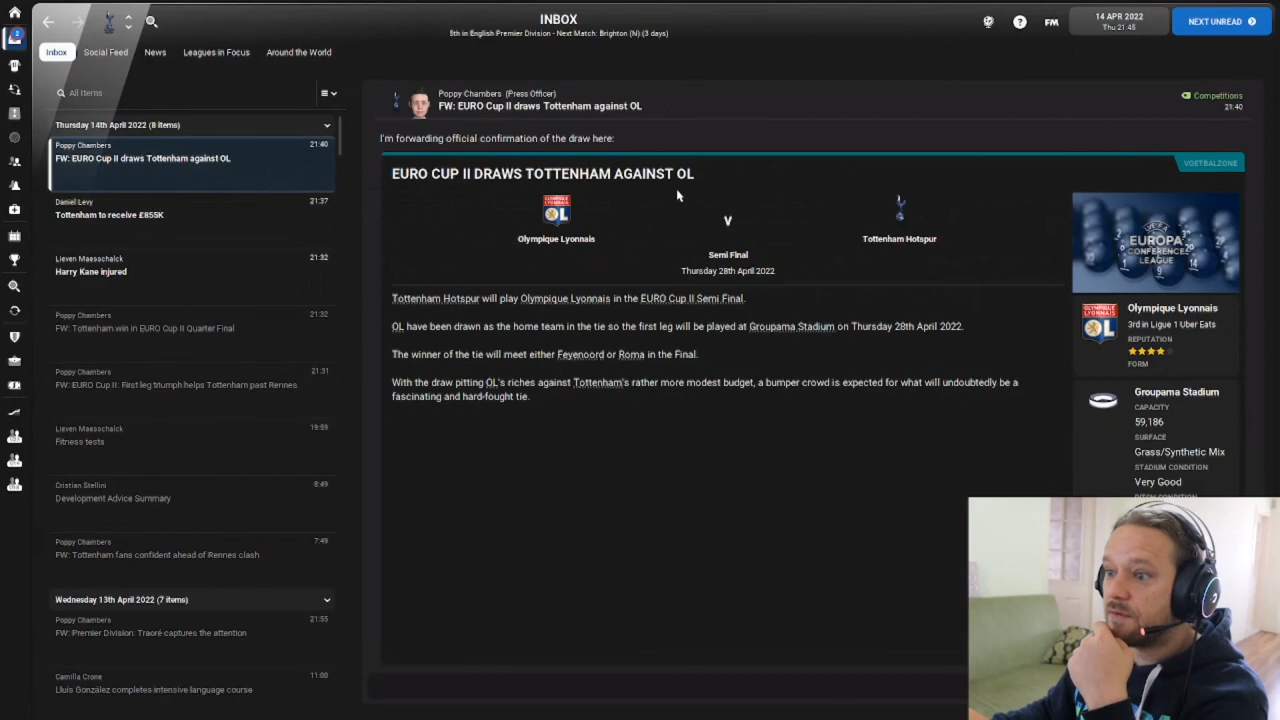 INBOX
5th in English Premier Division - Next Match: Brighton (N) (3 days)
FM
14 APR 2022
Thu 21:45
NEXT UNREAD
Inbox
Social Feed
News
Leagues in Focus
Around the World
All Items
Thursday 14th April 2022 (8 items)
Poppy Chambers 21:40
FW: EURO Cup II draws Tottenham against OL
Daniel Levy 21:37
Tottenham to receive £855K
Lieven Maesschalck 21:32
Harry Kane injured
Poppy Chambers 21:32
FW: Tottenham win in EURO Cup II Quarter Final
Poppy Chambers 21:31
FW: EURO Cup II: First leg triumph helps Tottenham past Rennes
Lieven Maesschalck 19:59
Fitness tests
Cristian Stellini 8:49
Development Advice Summary
Poppy Chambers 7:49
FW: Tottenham fans confident ahead of Rennes clash
Wednesday 13th April 2022 (7 items)
Poppy Chambers 21:55
FW: Premier Division: Traoré captures the attention
Camilla Crone 11:00
Lluís González completes intensive language course
Poppy Chambers (Press Officer)
FW: EURO Cup II draws Tottenham against OL
Competitions
21:40
I'm forwarding official confirmation of the draw here:
VOETBALZONE
EURO CUP II DRAWS TOTTENHAM AGAINST OL
OL
v
Olympique Lyonnais
Tottenham Hotspur
Semi Final
Thursday 28th April 2022
Tottenham Hotspur will play Olympique Lyonnais in the EURO Cup II Semi Final.
OL have been drawn as the home team in the tie so the first leg will be played at Groupama Stadium on Thursday 28th April 2022.
The winner of the tie will meet either Feyenoord or Roma in the Final.
With the draw pitting OL's riches against Tottenham's rather more modest budget, a bumper crowd is expected for what will undoubtedly be a
fascinating and hard-fought tie.
UEFA
EUROPA
CONFERENCE
LEAGUE
OL
Olympique Lyonnais
3rd in Ligue 1 Uber Eats
REPUTATION
FORM
Groupama Stadium
CAPACITY
59,186
SURFACE
Grass/Synthetic Mix
STADIUM CONDITION
Very Good